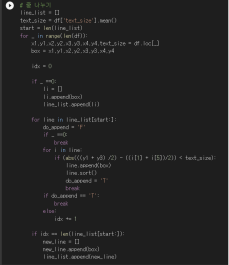 # 줄 나누기
line_list = []
text_size = df['text_size'].mean()
start = len(line_list)
for _ in range(len(df)):
    x1,y1,x2,y2,x3,y3,x4,y4,text_size = df.loc[_]
    box = x1,y1,x2,y2,x3,y3,x4,y4
    idx = 0
    if _ ==0:
        li = []
        li.append(box)
        line_list.append(li)
    for line in line_list[start:]:
        do_append = 'F'
        if _ ==0:
            break
        for i in line:
            if (abs(((y1 + y3) /2) - ((i[1] + i[5])/2)) < text_size):
                line.append(box)
                line.sort()
                do_append = 'T'
                break
        if do_append == 'T':
            break
        else:
            idx += 1
    if idx == len(line_list[start:]):
        new_line = []
        new_line.append(box)
        line_list.append(new_line)